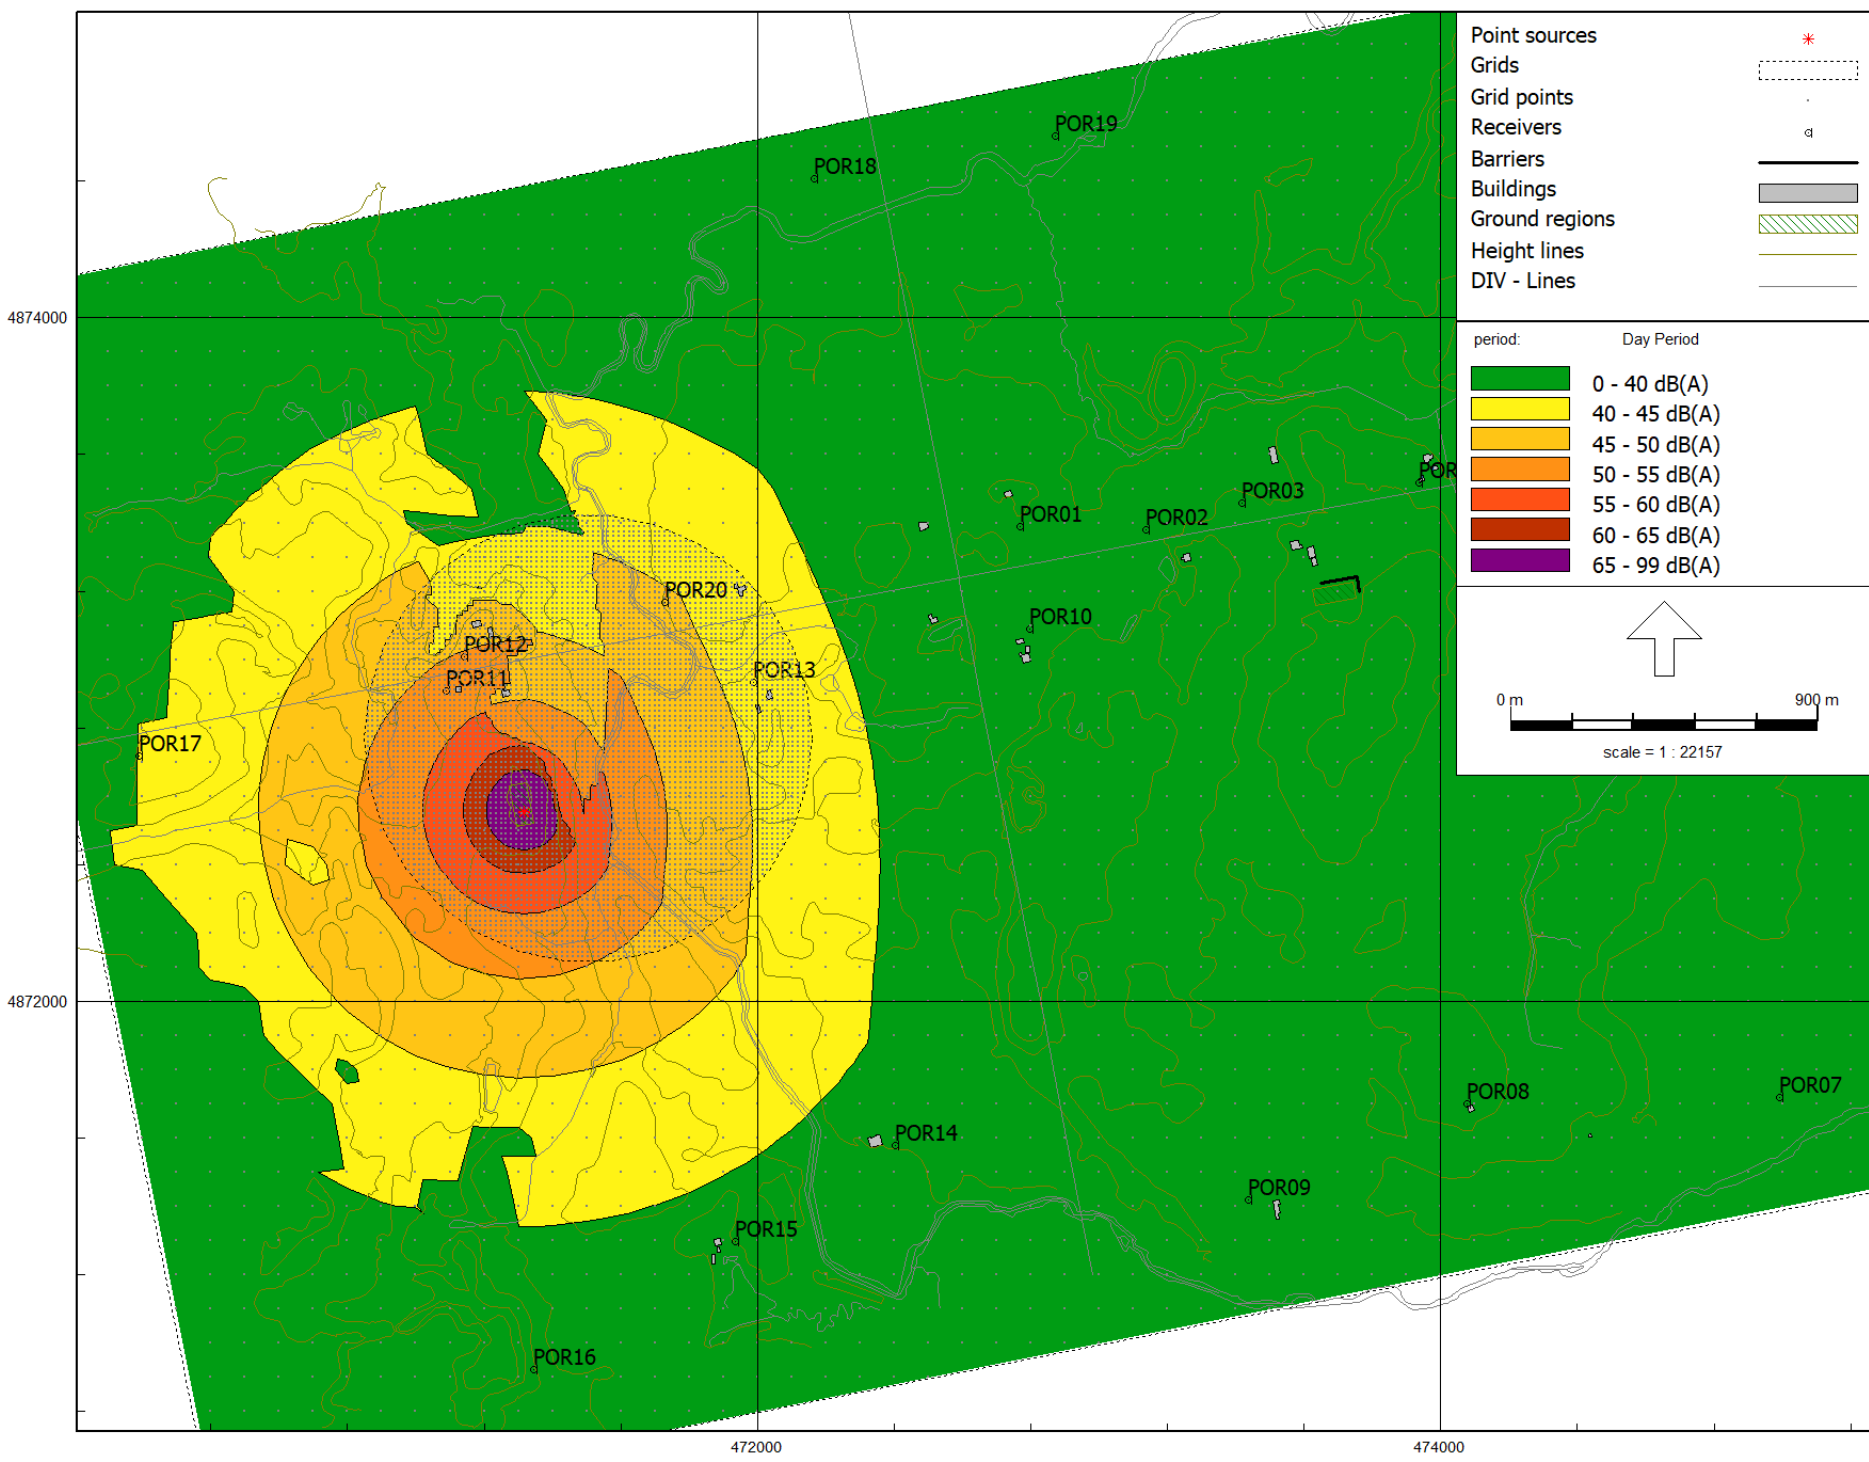 Point sources
Grids
Grid points
Receivers
Barriers
Buildings
Ground regions
Height lines
DIV - Lines
period: Day Period
0 - 40 dB(A)
40 - 45 dB(A)
45 - 50 dB(A)
50 - 55 dB(A)
55 - 60 dB(A)
60 - 65 dB(A)
65 - 99 dB(A)
0 m 900 m
scale = 1 : 22157
POR19
POR18
4874000
POR
POR03
POR01
POR02
POR20
POR10
POR12
POR13
POR11
POR17
4872000
POR07
POR08
POR14
POR09
POR15
POR16
472000
474000